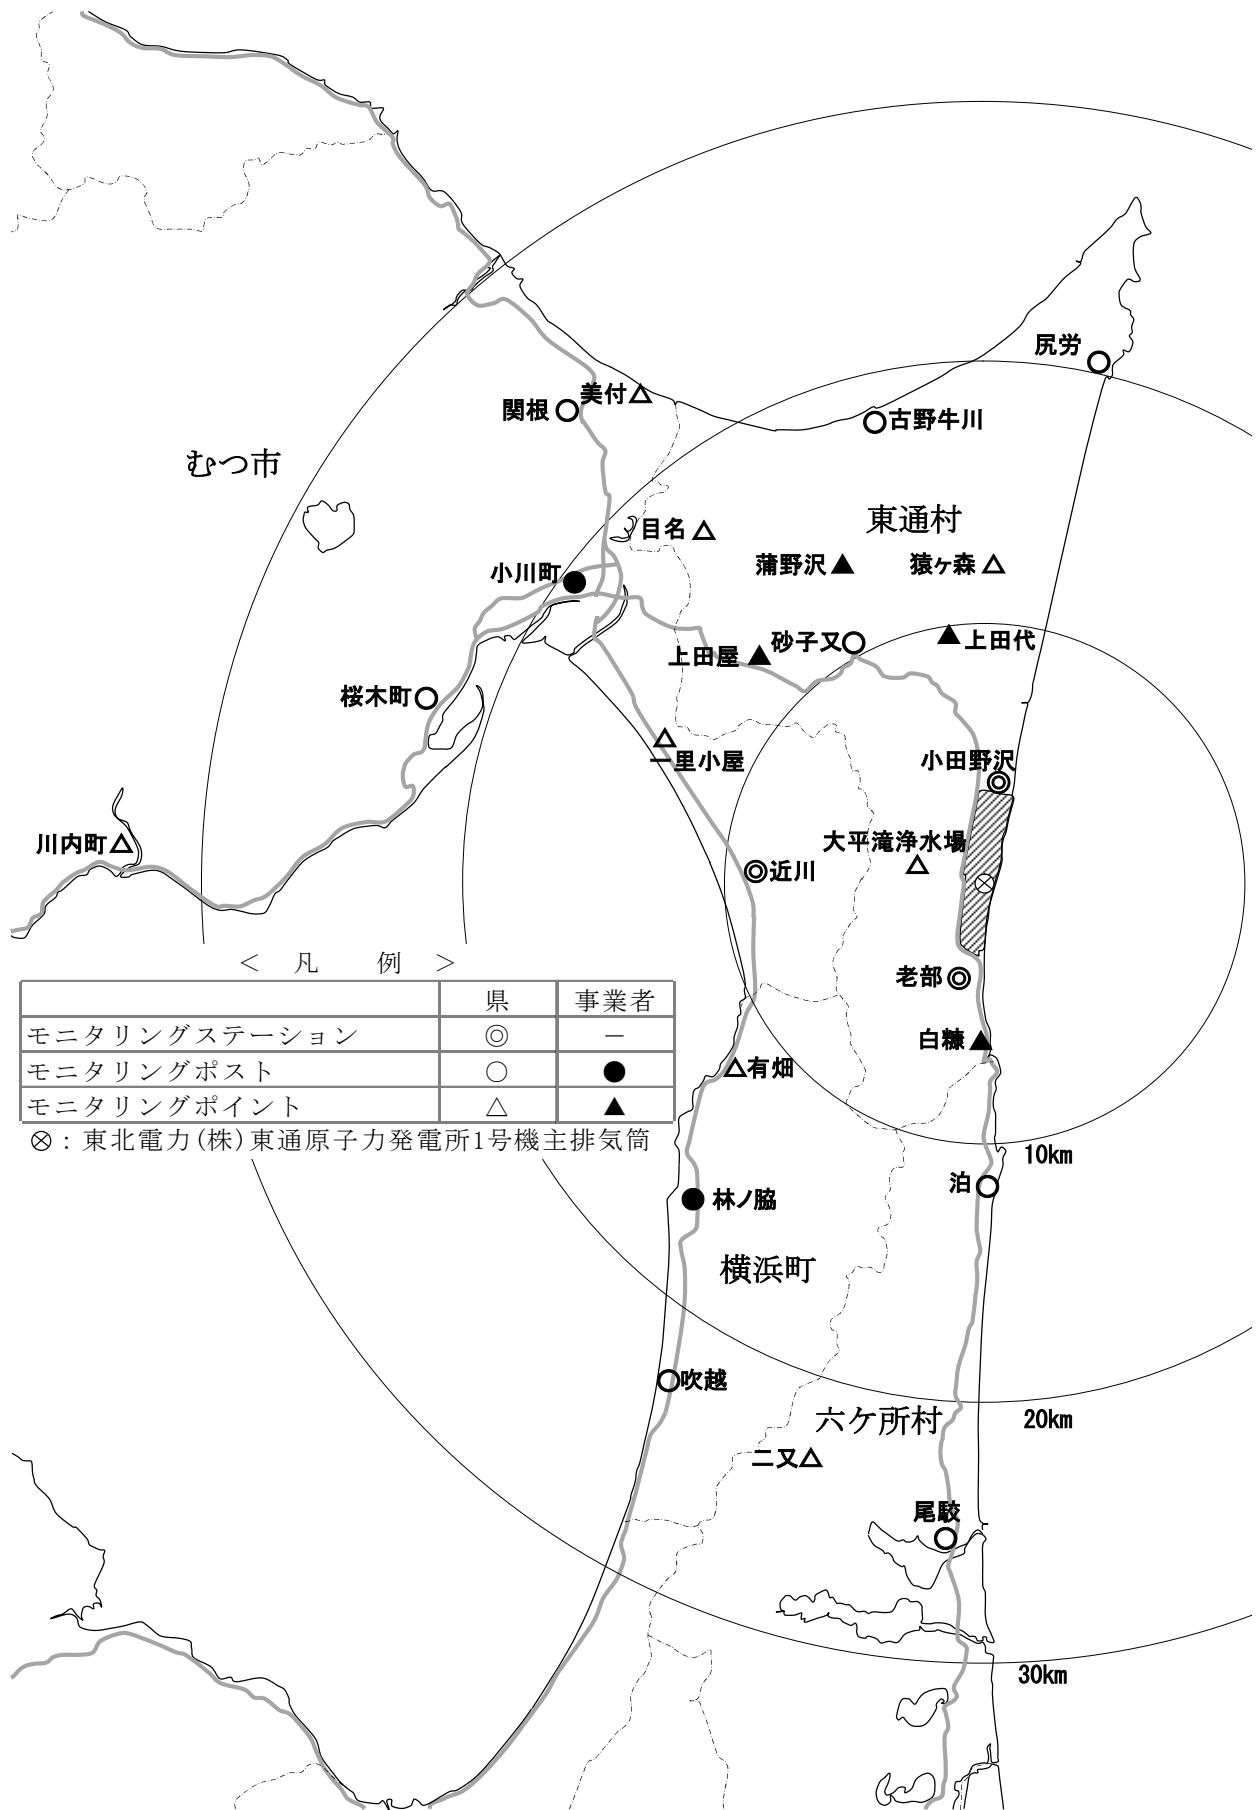 尻労
美付△
関根○
○古野牛川
むつ市
東通村
目名△
蒲野沢▲
猿ヶ森△
小川町
砂子又○
▲上田代
上田屋▲
桜木町○
一里小屋
小田野沢
川内町△
大平滝浄水場
◎近川
老部◎
白糠▲
△有畑
＜ 凡 例 ＞
県 事業者
モニタリングステーション ◎ －
モニタリングポスト ○ ●
モニタリングポイント △ ▲
⊗：東北電力(株)東通原子力発電所1号機主排気筒
10km
泊
● 林ノ脇
横浜町
○吹越
20km
六ケ所村
二又△
尾駮
30km